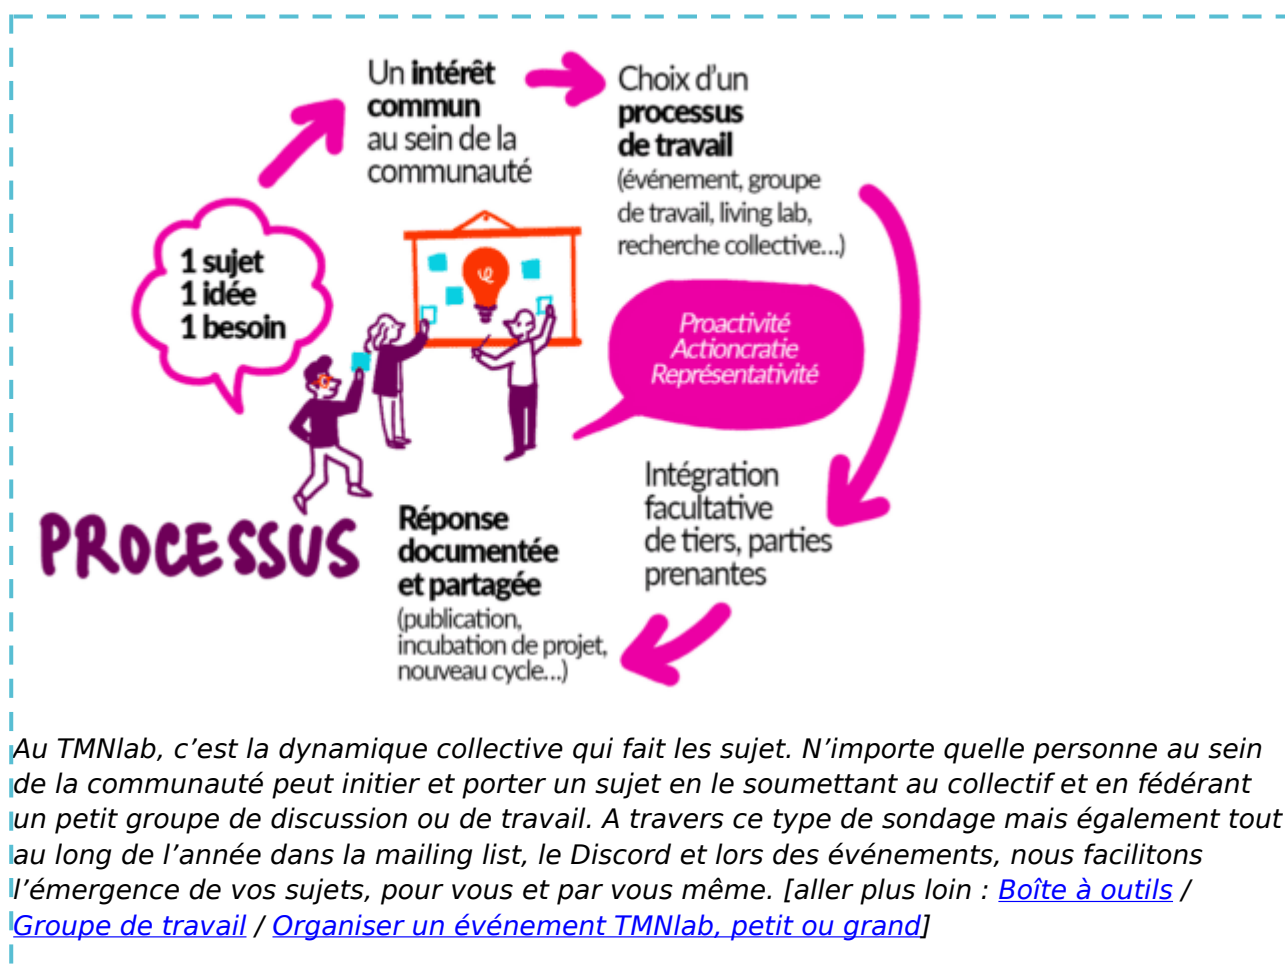 1 sujet
1 idée
1 besoin
Un intérêt
commun
au sein de la
communauté
Choix d’un
processus
de travail
(événement, groupe
de travail, living lab,
recherche collective...)
Proactivité
Actioncratie
Représentativité
Intégration
facultative
de tiers, parties
prenantes
Réponse
documentée
et partagée
(publication,
incubation de projet,
nouveau cycle...)
PROCESSUS
Au TMNlab, c’est la dynamique collective qui fait les sujet. N’importe quelle personne au sein
de la communauté peut initier et porter un sujet en le soumettant au collectif et en fédérant
un petit groupe de discussion ou de travail. A travers ce type de sondage mais également tout
au long de l’année dans la mailing list, le Discord et lors des événements, nous facilitons
l’émergence de vos sujets, pour vous et par vous même. [aller plus loin : Boîte à outils /
Groupe de travail / Organiser un événement TMNlab, petit ou grand]